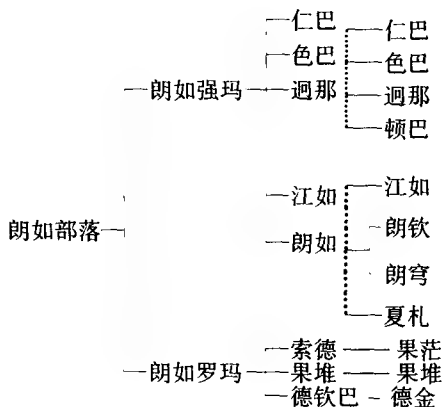 仁巴 仁巴
色巴 色巴
朗如强玛 迥那 迥那
顿巴
江如 江如
朗如 朗钦
朗如部落
朗穹
夏札
索德 果茫
朗如罗玛 果堆 果堆
德钦巴 德金